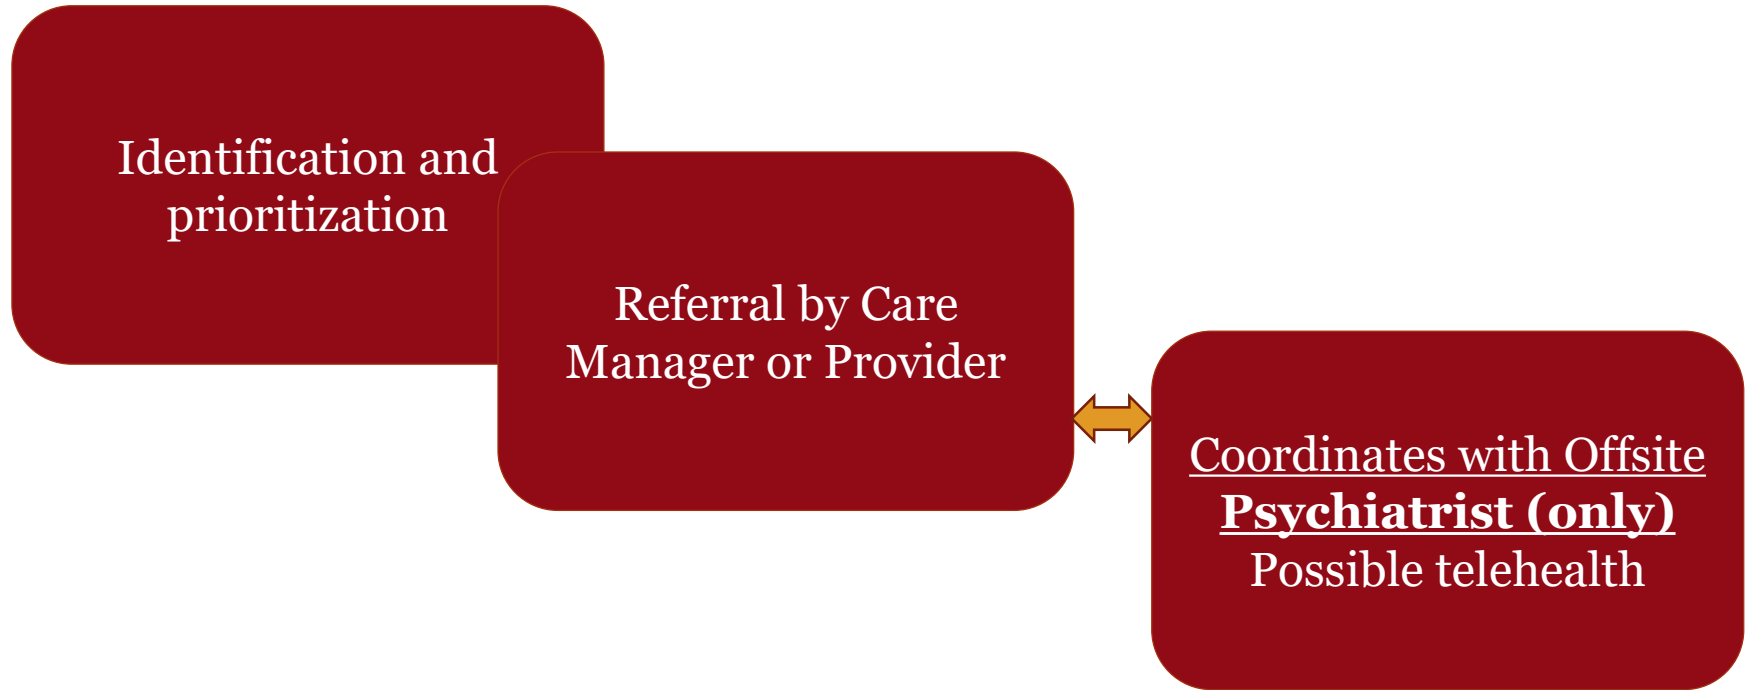 Identification and
prioritization
Referral by Care
Manager or Provider
Coordinates with Offsite
Psychiatrist (only)
Possible telehealth